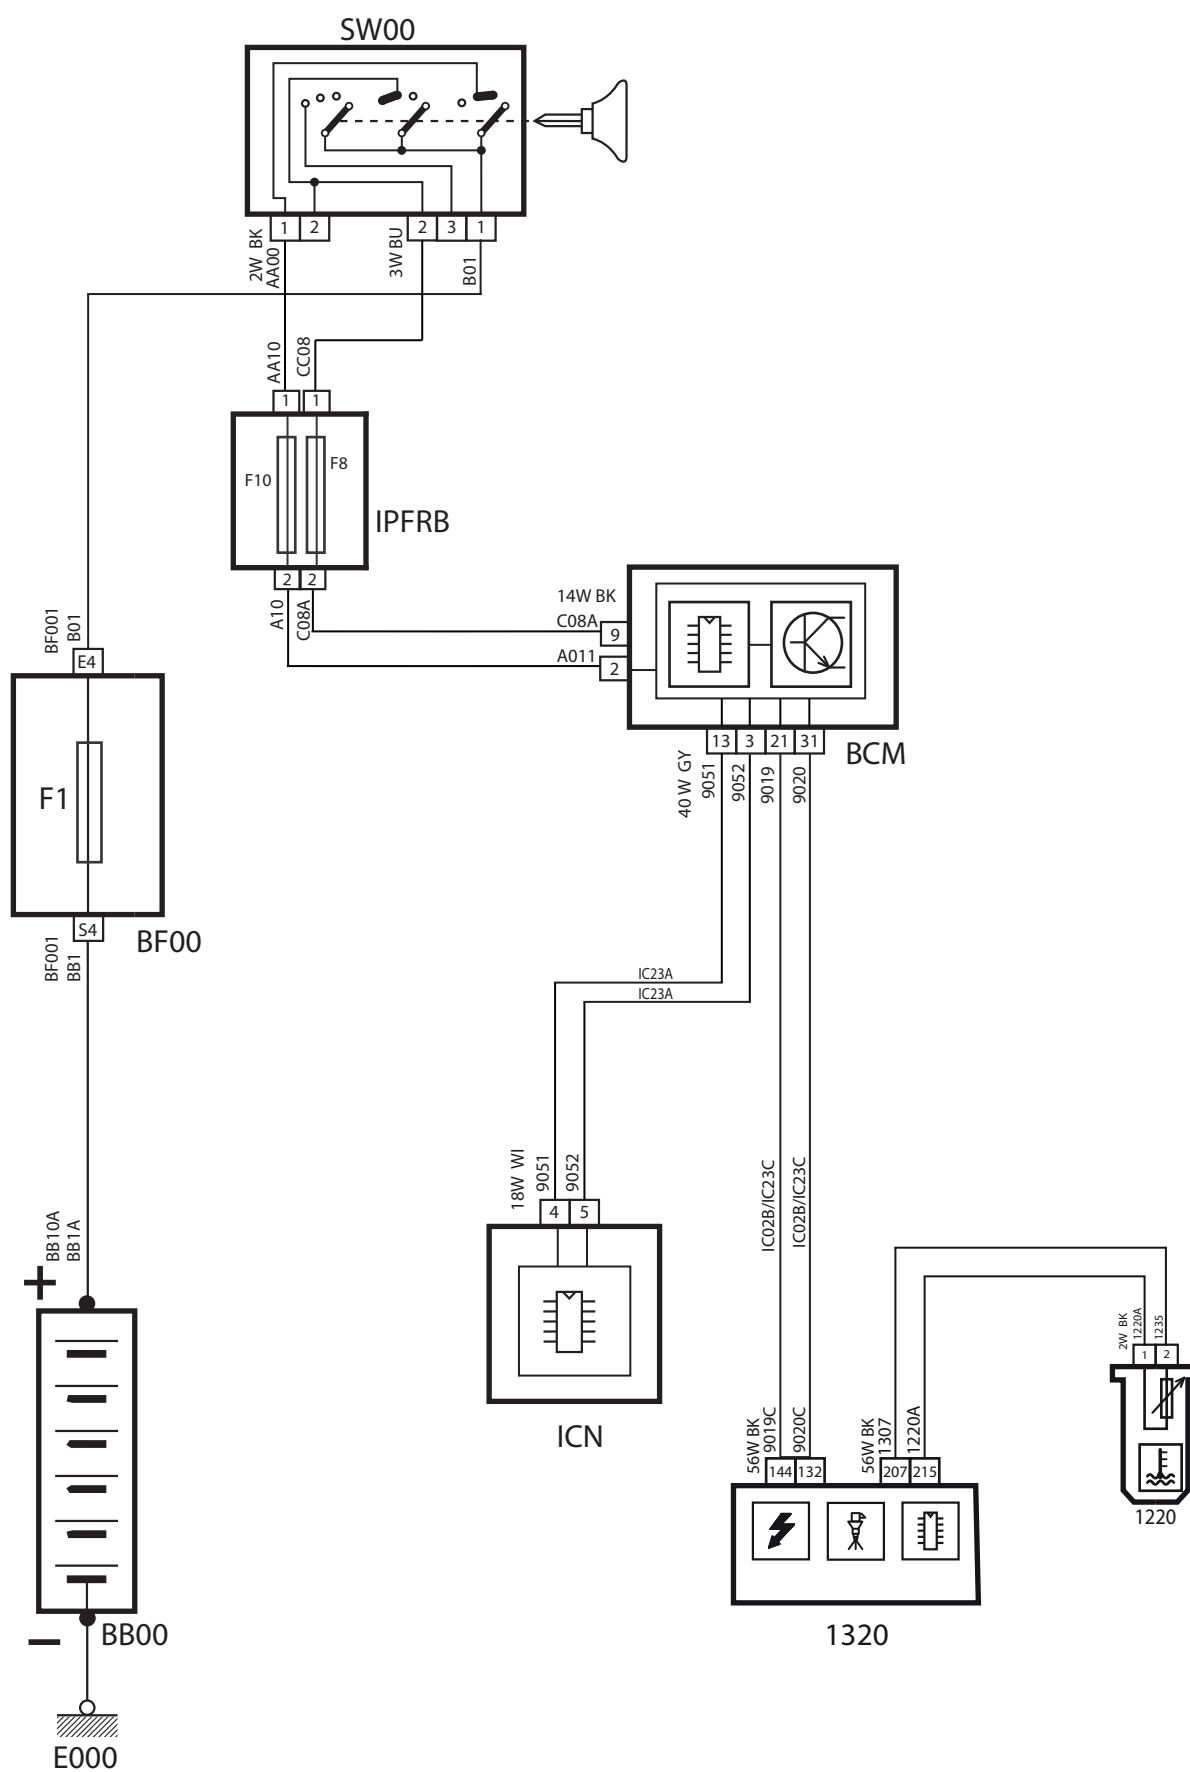 SW00
1
2
2
3
1
2W BK
AA00
3W BU
B01
AA10
CC08
1
1
F10
F8
IPFRB
2
2
A10
C08A
14W BK
C08A
9
A011
2
BCM
13
3
21
31
40 W GY
9051
9052
9019
9020
BF001
B01
E4
F1
S4
BF00
BF001
BB1
IC23A
IC23A
BB10A
BB1A
+
BB00
−
E000
18W WI
9051
9052
4
5
ICN
IC02B/IC23C
IC02B/IC23C
56W BK
9019C
9020C
144
132
56W BK
1307
1220A
207
215
1320
2W BK
1220A
1235
1
2
1220